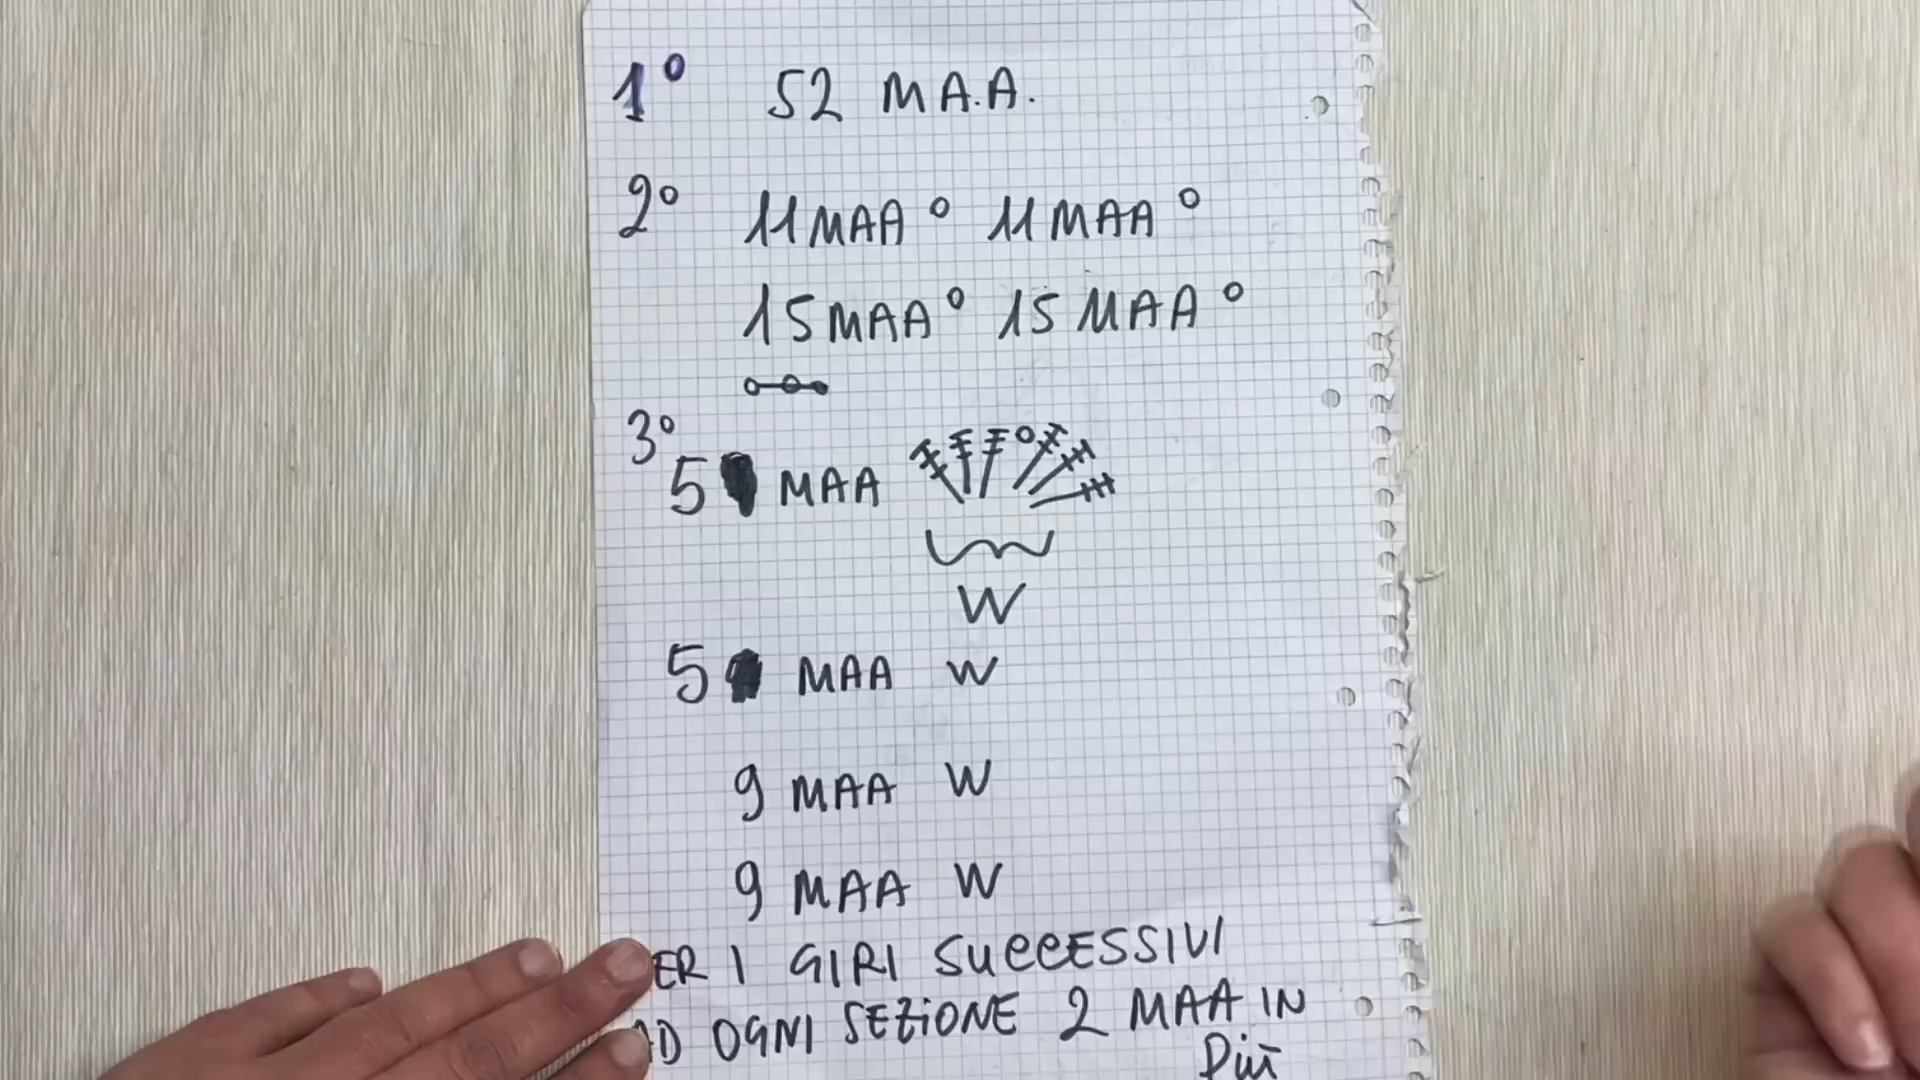 1° 52 M A.A.
2° 11 MAA ° 11 MAA °
15 MAA ° 15 MAA °
3°
5 MAA
W
5 MAA W
9 MAA W
9 MAA W
ER I GIRI SUCCESSIVI
D OGNI SEZIONE 2 MAA IN
Più